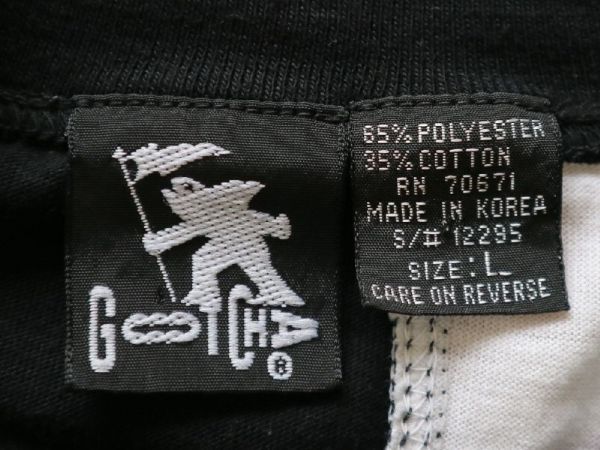 GOTCHA®
65% POLYESTER
35% COTTON
RN 70671
MADE IN KOREA
S/# 12295
SIZE: L
CARE ON REVERSE